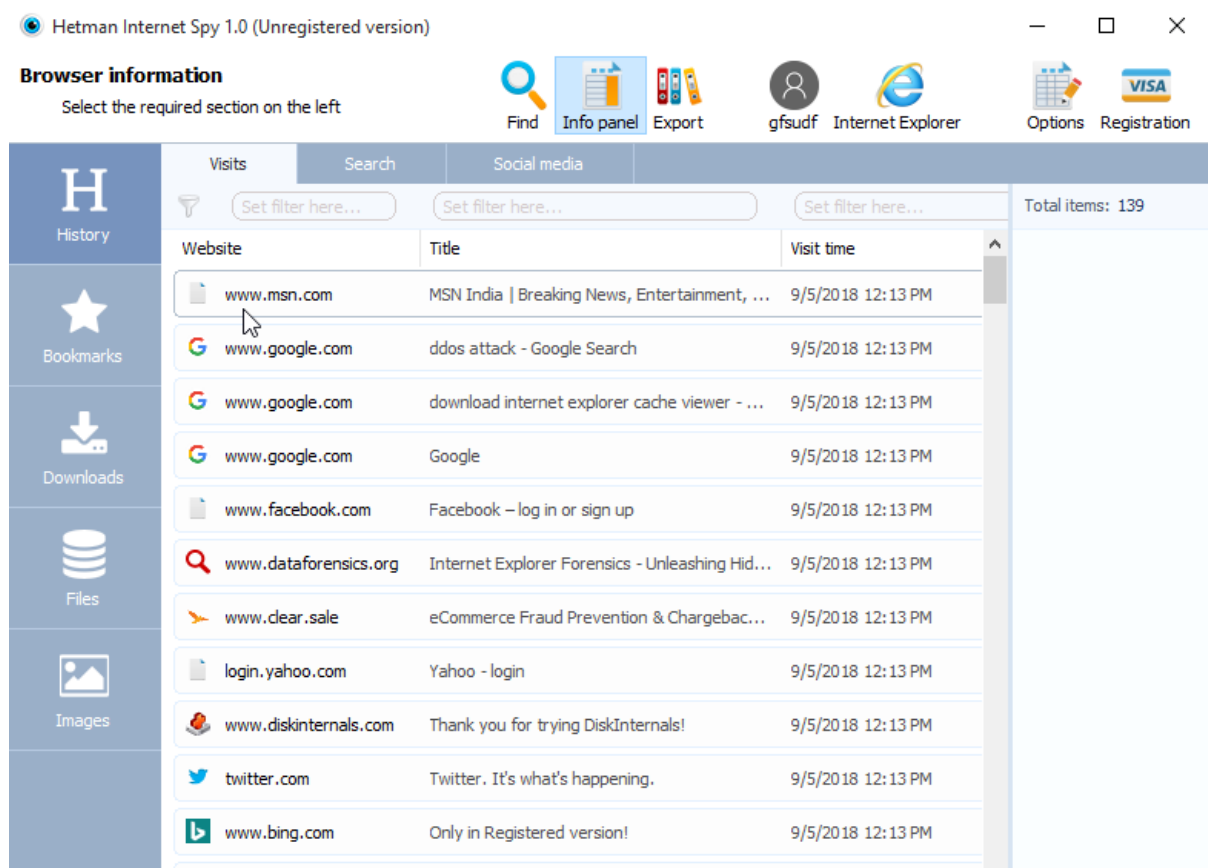 Hetman Internet Spy 1.0 (Unregistered version)
Browser information
Select the required section on the left
Find Info panel Export gfsudf Internet Explorer Options VISA Registration
H
History
Bookmarks
Downloads
Files
Images
Visits Search Social media
Set filter here... Set filter here... Set filter here... Total items: 139
Website Title Visit time
www.msn.com MSN India | Breaking News, Entertainment, ... 9/5/2018 12:13 PM
www.google.com ddos attack - Google Search 9/5/2018 12:13 PM
www.google.com download internet explorer cache viewer - ... 9/5/2018 12:13 PM
www.google.com Google 9/5/2018 12:13 PM
www.facebook.com Facebook – log in or sign up 9/5/2018 12:13 PM
www.dataforensics.org Internet Explorer Forensics - Unleashing Hid... 9/5/2018 12:13 PM
www.clear.sale eCommerce Fraud Prevention & Chargebac... 9/5/2018 12:13 PM
login.yahoo.com Yahoo - login 9/5/2018 12:13 PM
www.diskinternals.com Thank you for trying DiskInternals! 9/5/2018 12:13 PM
twitter.com Twitter. It's what's happening. 9/5/2018 12:13 PM
www.bing.com Only in Registered version! 9/5/2018 12:13 PM